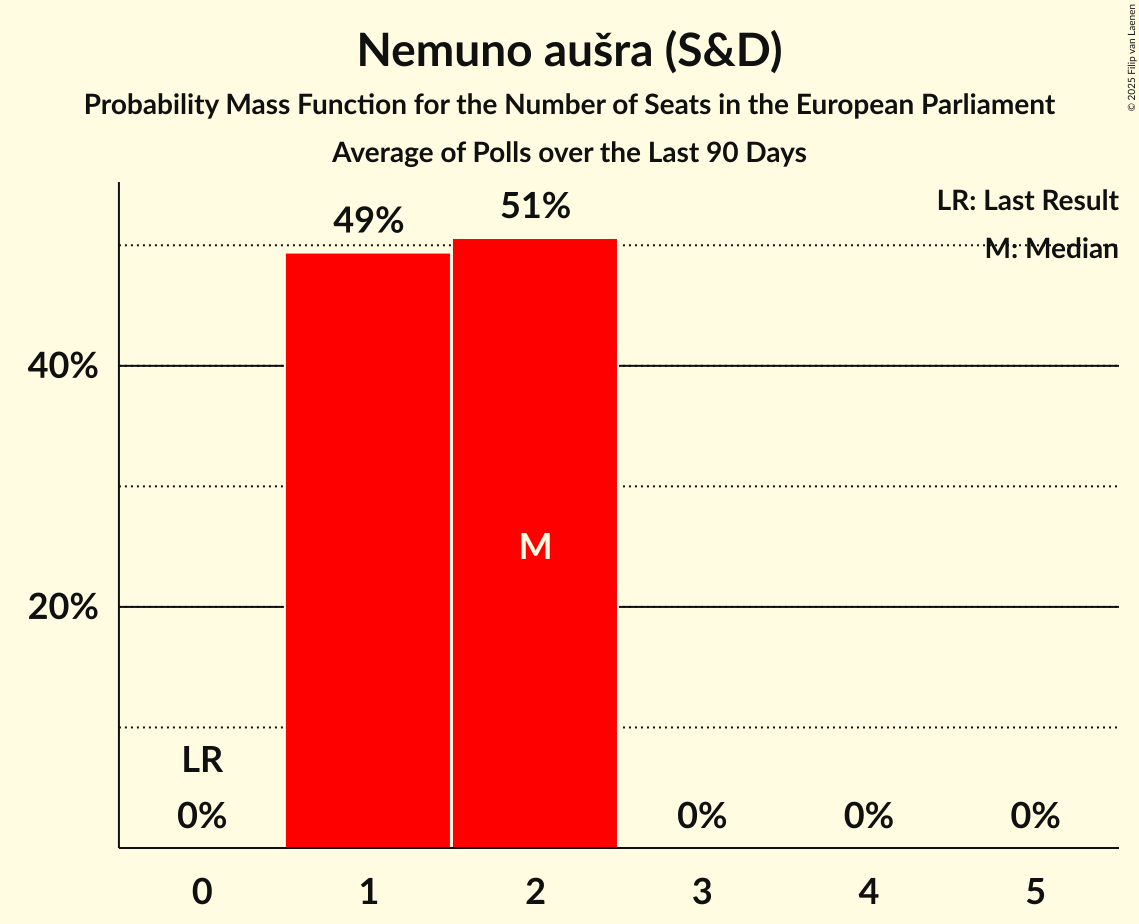 Nemuno aušra (S&D)
Probability Mass Function for the Number of Seats in the European Parliament
Average of Polls over the Last 90 Days
© 2025 Filip van Laenen
LR: Last Result
M: Median
49%
51%
40%
20%
M
LR
0%
0%
0%
0%
0
1
2
3
4
5